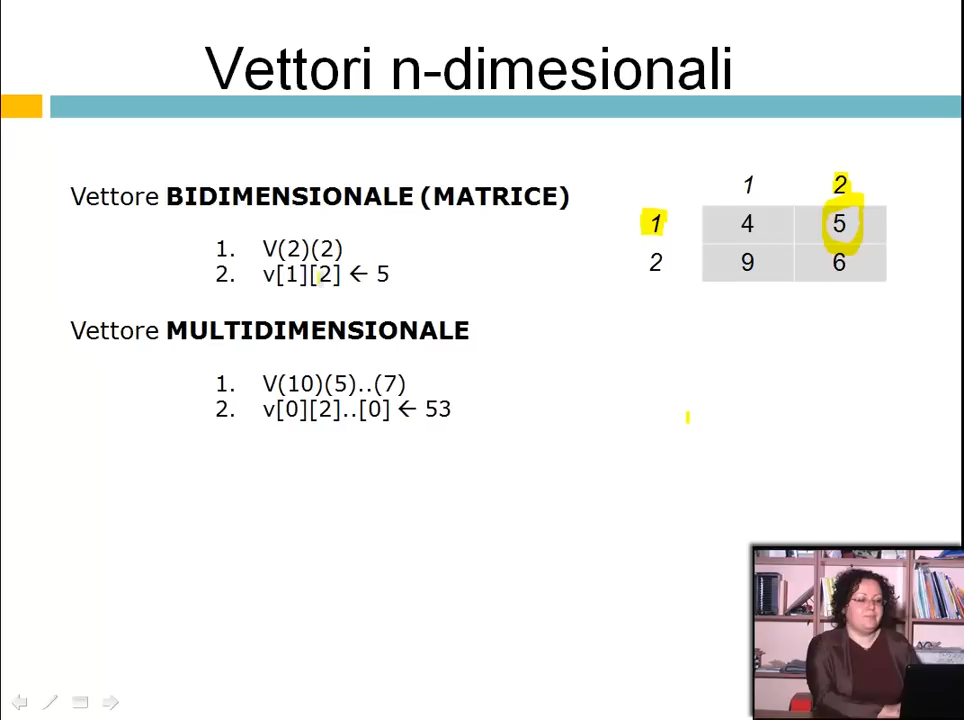 Vettori n-dimesionali
Vettore BIDIMENSIONALE (MATRICE)
1. V(2)(2)
2. v[1][2] ← 5
1 2
1 4 5
2 9 6
Vettore MULTIDIMENSIONALE
1. V(10)(5)..(7)
2. v[0][2]..[0] ← 53